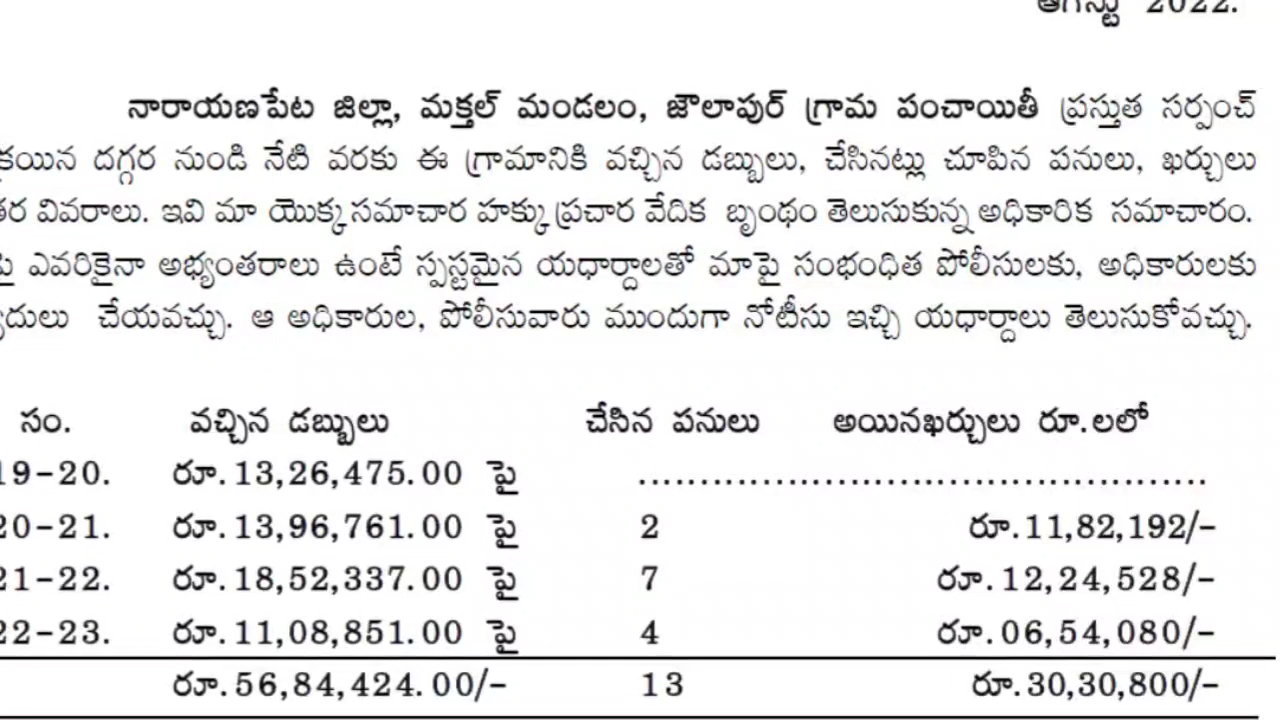 ఆగస్టు 2022.
నారాయణపేట జిల్లా, మక్తల్ మండలం, జౌలాపుర్ గ్రామ పంచాయితీ ప్రస్తుత సర్పంచ్
దగ్గర నుండి నేటి వరకు ఈ గ్రామానికి వచ్చిన డబ్బులు, చేసినట్లు చూపిన పనులు, ఖర్చులు
వివరాలు. ఇవి మా యొక్క సమాచార హక్కు ప్రచార వేదిక బృంథం తెలుసుకున్న అధికారిక సమాచారం.
ఎవరికైనా అభ్యంతరాలు ఉంటే స్పస్టమైన యధార్దాలతో మాపై సంభంధిత పోలీసులకు, అధికారులకు
చేయవచ్చు. ఆ అధికారుల, పోలీసువారు ముందుగా నోటీసు ఇచ్చి యధార్దాలు తెలుసుకోవచ్చు.
సం. వచ్చిన డబ్బులు చేసిన పనులు అయినఖర్చులు రూ.లలో
19-20. రూ.13,26,475.00 పై ..............................................
20-21. రూ.13,96,761.00 పై 2 రూ.11,82,192/-
21-22. రూ.18,52,337.00 పై 7 రూ.12,24,528/-
22-23. రూ.11,08,851.00 పై 4 రూ.06,54,080/-
రూ.56,84,424.00/- 13 రూ.30,30,800/-